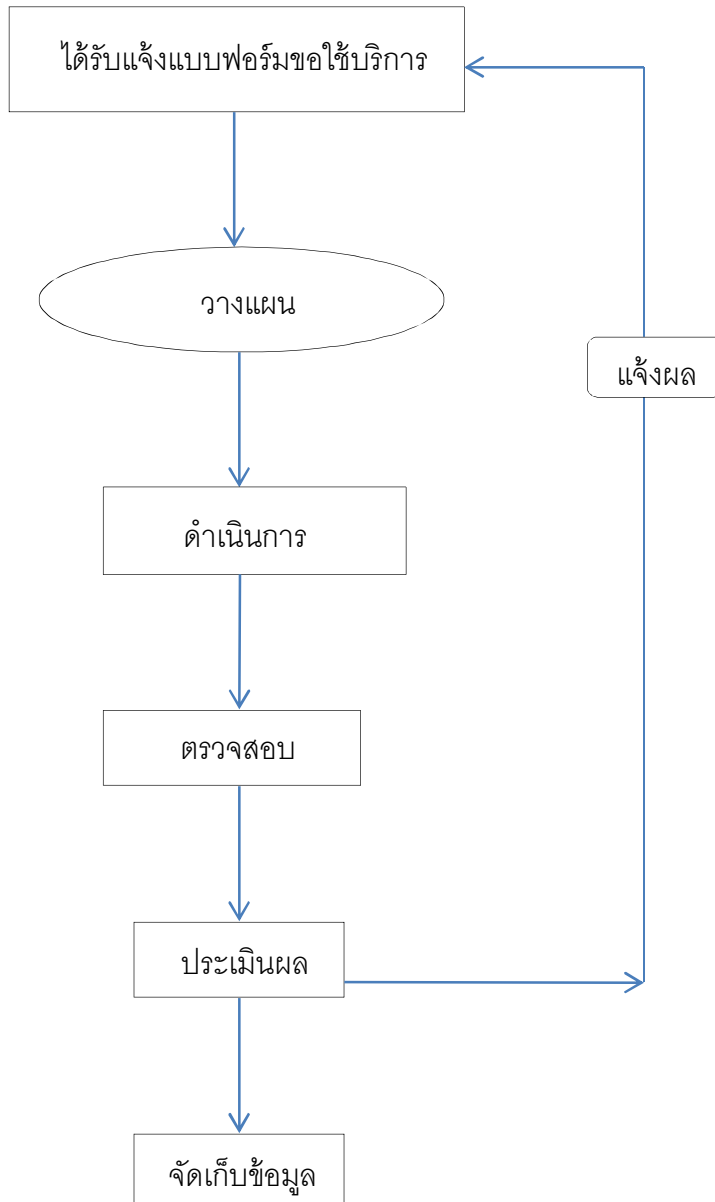 ได้รับแจ้งแบบฟอร์มขอใช้บริการ
วางแผน
แจ้งผล
ดำเนินการ
ตรวจสอบ
ประเมินผล
จัดเก็บข้อมูล